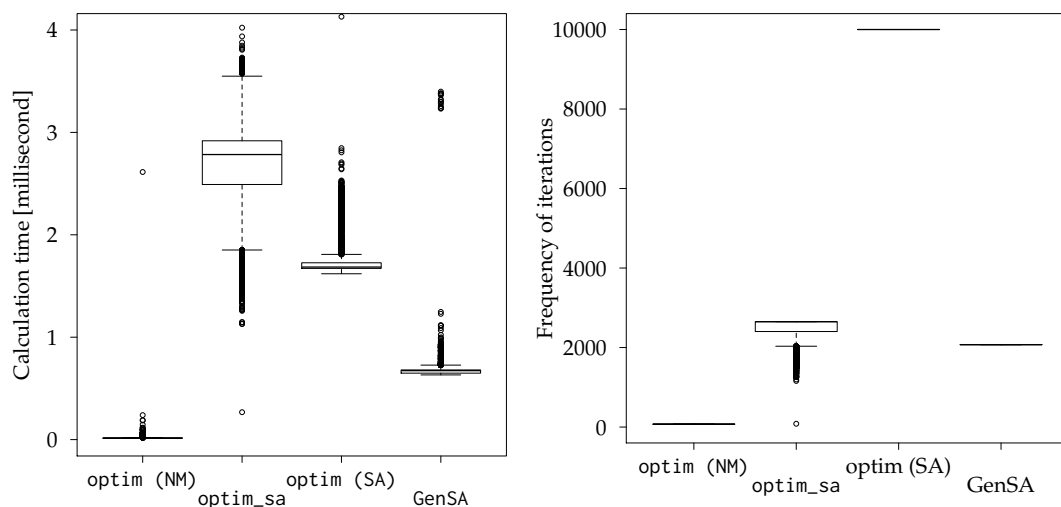 Calculation time [millisecond]
4
3
2
1
0
optim (NM)
optim_sa
optim (SA)
GenSA
Frequency of iterations
10000
8000
6000
4000
2000
0
optim (NM)
optim_sa
optim (SA)
GenSA